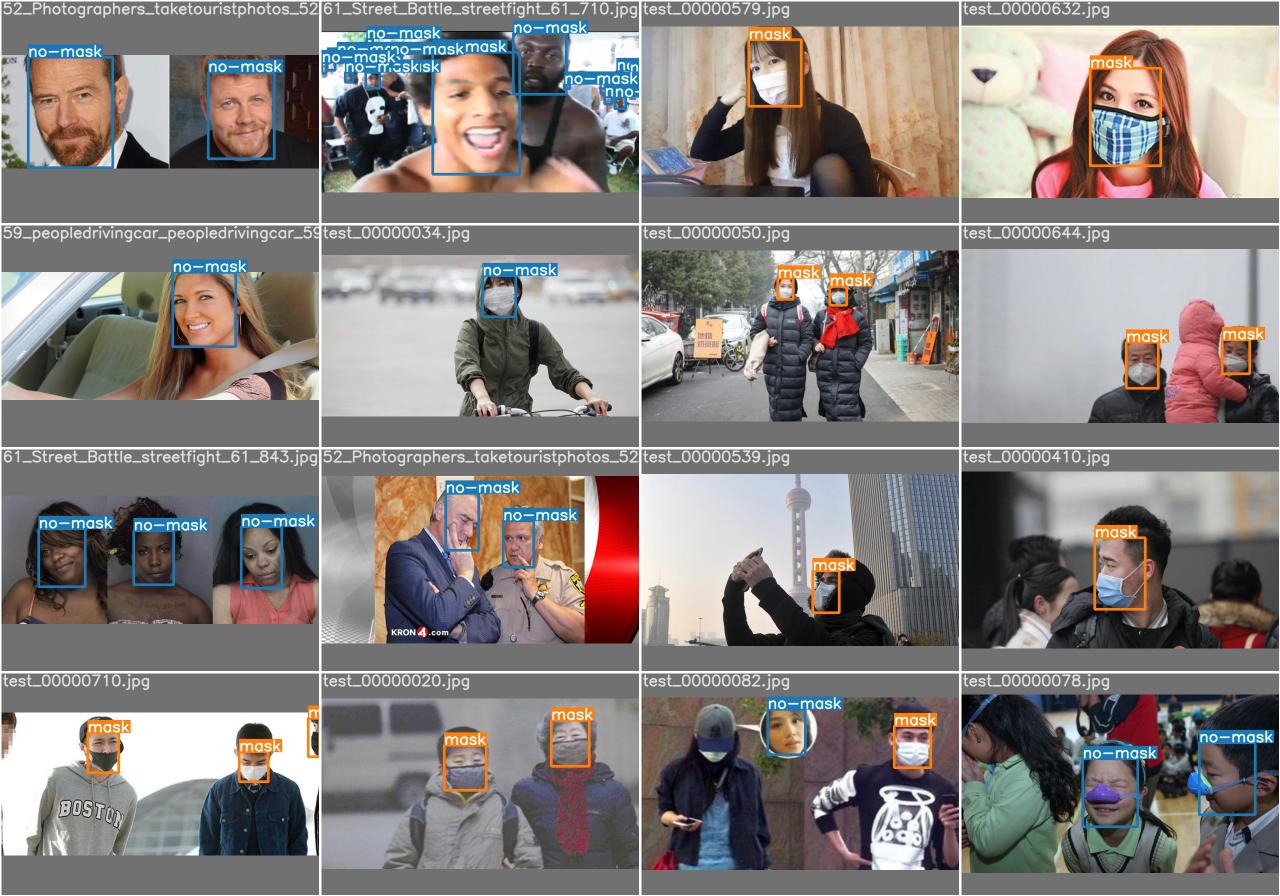 52_Photographers_taketouristphotos_52
61_Street_Battle_streetfight_61_710.jpg
test_00000579.jpg
test_00000632.jpg
no-mask
no-mask
no-mask
no-mask
mask
no-mask
no-mask
mask
mask
59_peopledrivingcar_peopledrivingcar_59
test_00000034.jpg
test_00000050.jpg
test_00000644.jpg
no-mask
no-mask
mask
mask
mask
mask
61_Street_Battle_streetfight_61_843.jpg
52_Photographers_taketouristphotos_52
test_00000539.jpg
test_00000410.jpg
no-mask
no-mask
no-mask
no-mask
no-mask
mask
mask
KRON 4.com
test_00000710.jpg
test_00000020.jpg
test_00000082.jpg
test_00000078.jpg
mask
mask
BOSTON
mask
mask
no-mask
mask
no-mask
no-mask